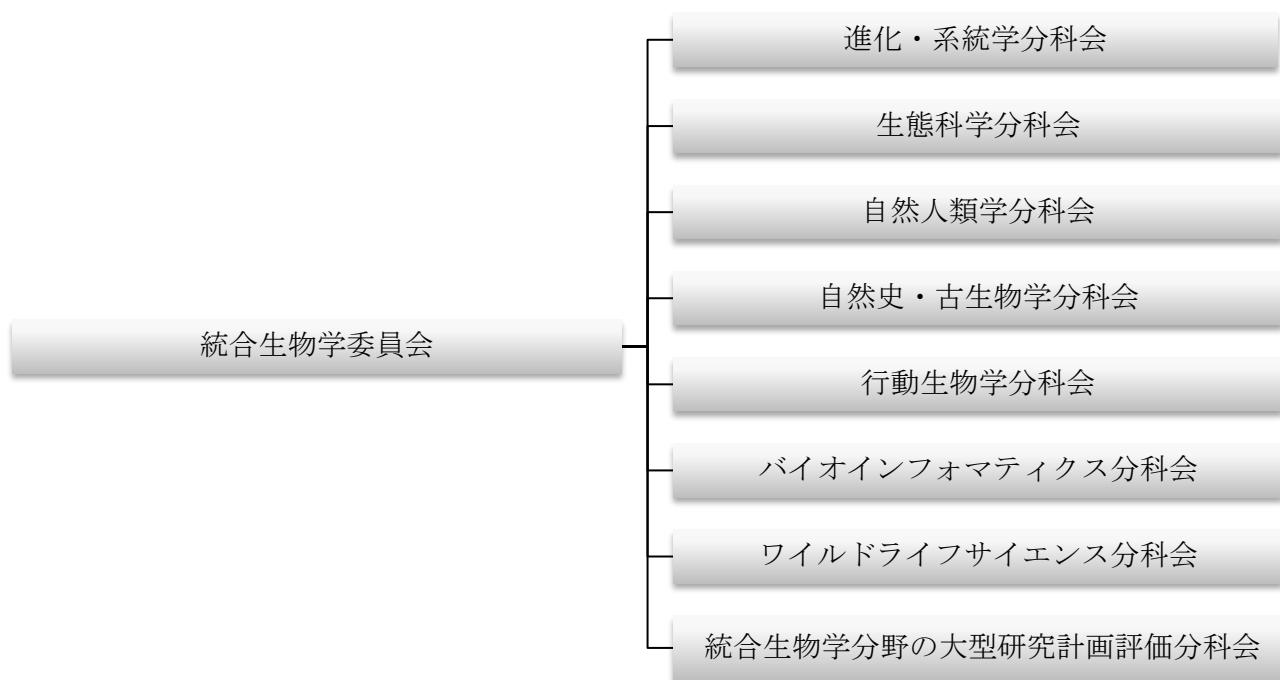 進化・系統学分科会
生態科学分科会
自然人類学分科会
自然史・古生物学分科会
統合生物学委員会
行動生物学分科会
バイオインフォマティクス分科会
ワイルドライフサイエンス分科会
統合生物学分野の大型研究計画評価分科会